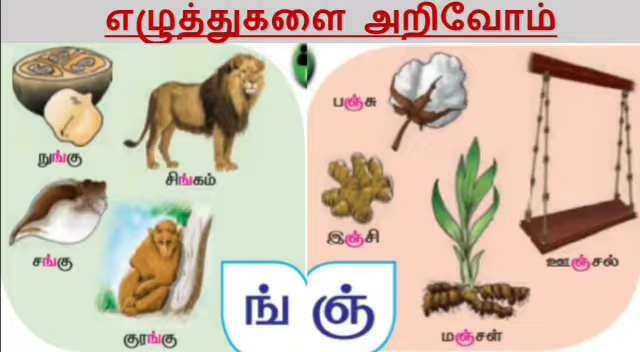 எழுத்துகளை அறிவோம்
நுங்கு
சிங்கம்
சங்கு
குரங்கு
ங்
பஞ்சு
இஞ்சி
ஊஞ்சல்
மஞ்சள்
ஞ்